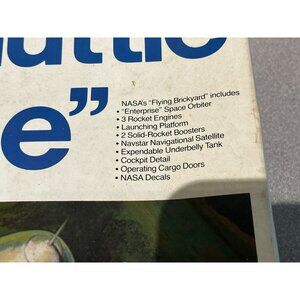 uttle
e"
NASA's "Flying Brickyard" includes
• "Enterprise" Space Orbiter
• 3 Rocket Engines
• Launching Platform
• 2 Solid-Rocket Boosters
• Navstar Navigational Satellite
• Expendable Underbelly Tank
• Cockpit Detail
• Operating Cargo Doors
• NASA Decals